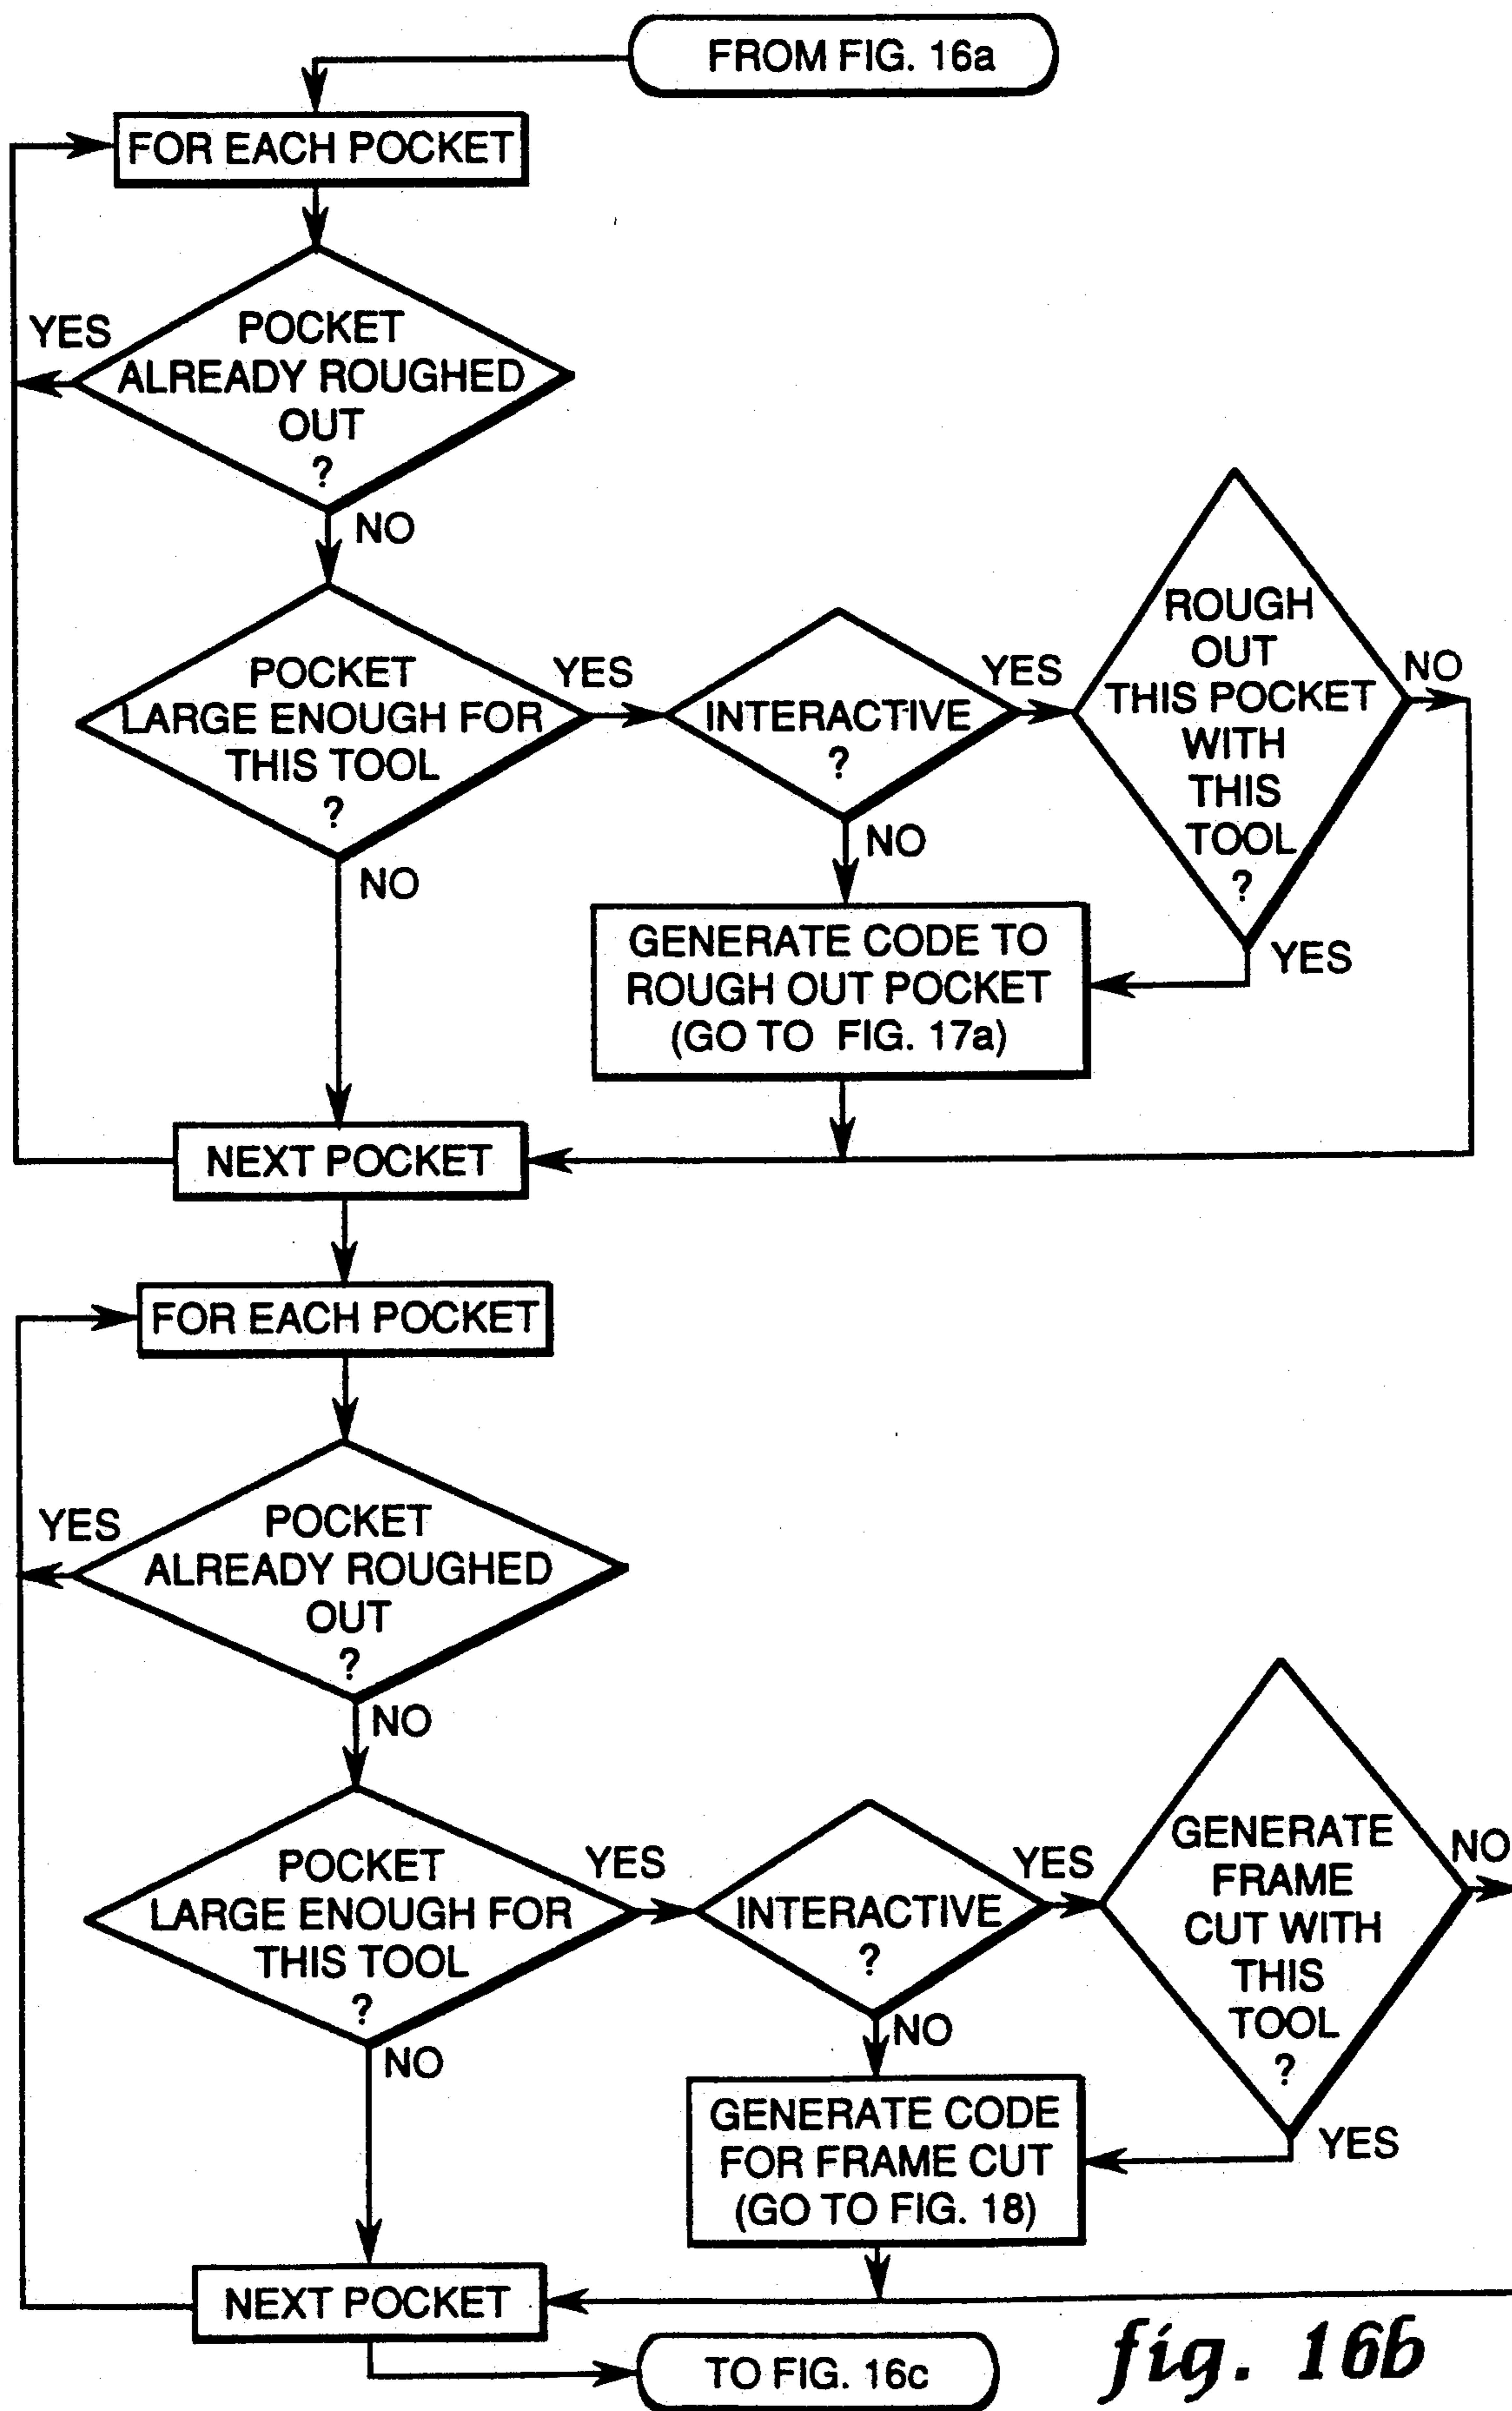 FROM FIG. 16a
FOR EACH POCKET
YES
POCKET
ALREADY ROUGHED
OUT
?
NO
POCKET
LARGE ENOUGH FOR
THIS TOOL
?
YES
INTERACTIVE
?
YES
ROUGH
OUT
THIS POCKET
WITH
THIS
TOOL
?
NO
NO
NO
YES
GENERATE CODE TO
ROUGH OUT POCKET
(GO TO FIG. 17a)
NEXT POCKET
FOR EACH POCKET
YES
POCKET
ALREADY ROUGHED
OUT
?
NO
POCKET
LARGE ENOUGH FOR
THIS TOOL
?
YES
INTERACTIVE
?
YES
GENERATE
FRAME
CUT WITH
THIS
TOOL
?
NO
NO
NO
YES
GENERATE CODE
FOR FRAME CUT
(GO TO FIG. 18)
NEXT POCKET
TO FIG. 16c
fig. 16b